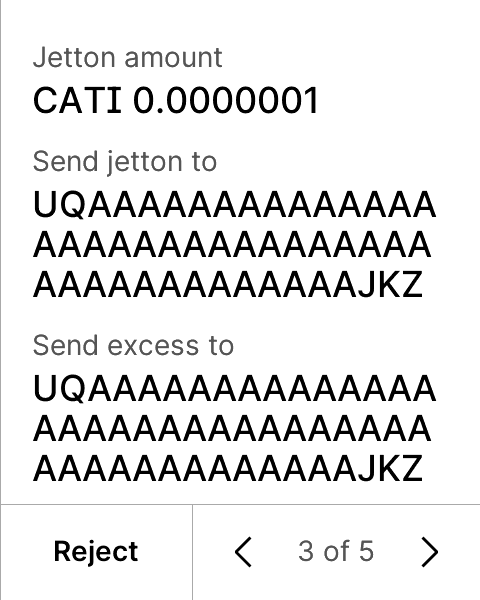 Jetton amount
CATI 0.0000001
Send jetton to
UQAAAAAAAAAAAAAA
AAAAAAAAAAAAAAAA
AAAAAAAAAAAAAJKZ
Send excess to
UQAAAAAAAAAAAAAA
AAAAAAAAAAAAAAAA
AAAAAAAAAAAAAJKZ
Reject
3 of 5